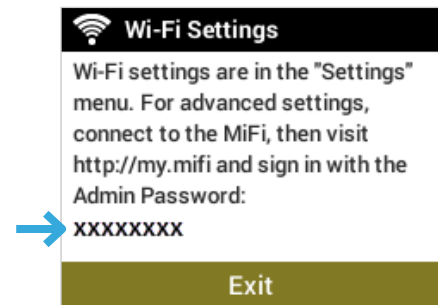 Wi-Fi Settings
Wi-Fi settings are in the "Settings"
menu. For advanced settings,
connect to the MiFi, then visit
http://my.mifi and sign in with the
Admin Password:
xxxxxxxx
Exit